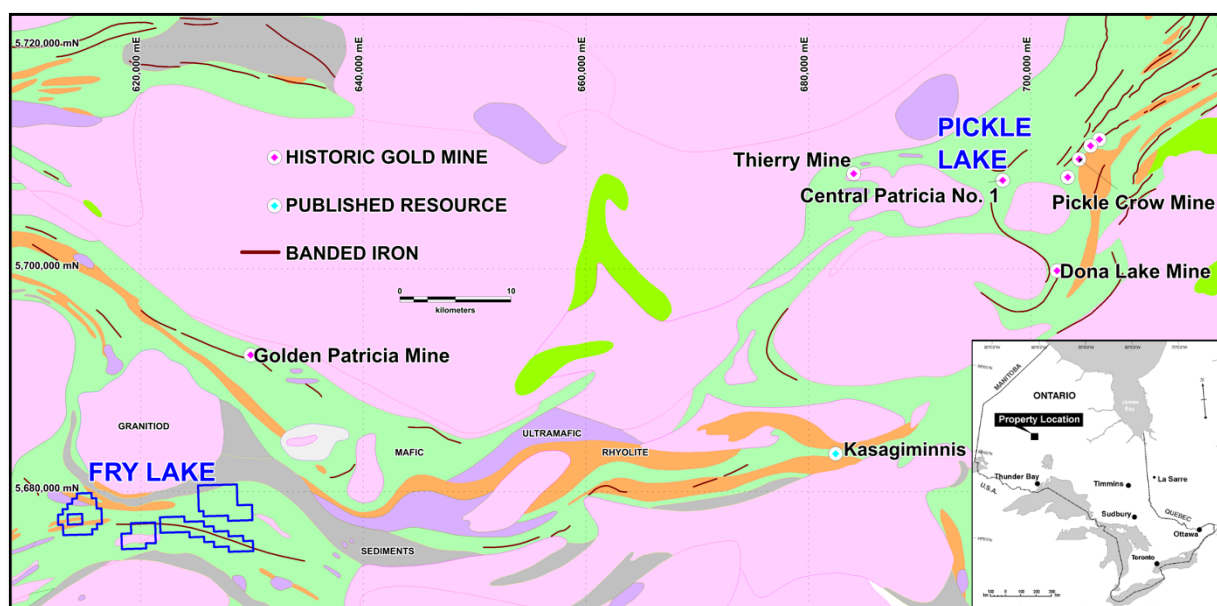 5,720,000 mN
620,000 mE
640,000 mE
660,000 mE
680,000 mE
700,000 mE
HISTORIC GOLD MINE
PUBLISHED RESOURCE
BANDED IRON
0
10
kilometers
PICKLE
LAKE
Thierry Mine
Central Patricia No. 1
Pickle Crow Mine
5,700,000 mN
Dona Lake Mine
Golden Patricia Mine
GRANITIOD
MAFIC
ULTRAMAFIC
RHYOLITE
Kasagiminnis
FRY LAKE
5,680,000 mN
SEDIMENTS
MANITOBA
ONTARIO
James
Bay
N
Property Location
Thunder Bay
U.S.A.
Timmins
La Sarre
QUEBEC
Sudbury
Ottawa
Toronto